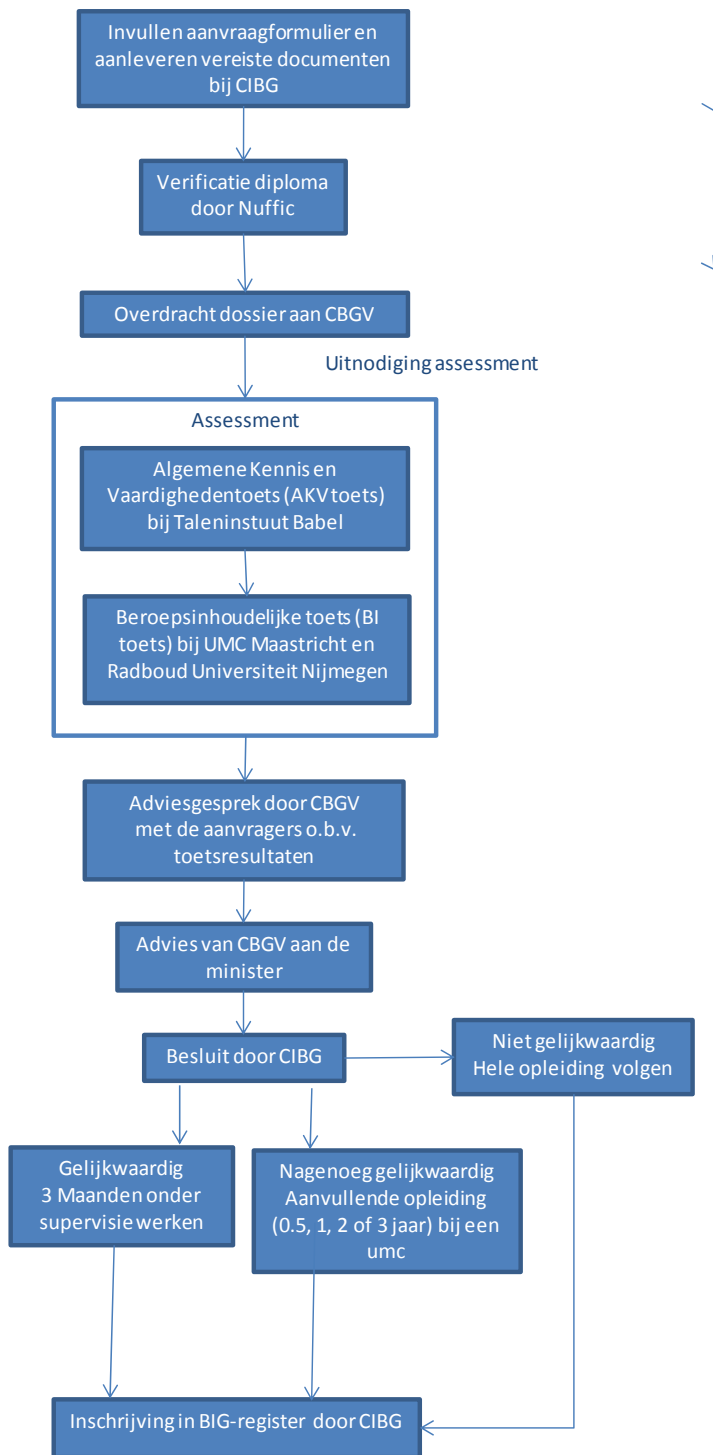 Invullen aanvraagformulier en
aanleveren vereiste documenten
bij CIBG
Verificatie diploma
door Nuffic
Overdracht dossier aan CBGV
Uitnodiging assessment
Assessment
Algemene Kennis en
Vaardighedentoets (AKV toets)
bij Taleninstuut Babel
Beroepsinhoudelijke toets (BI
toets) bij UMC Maastricht en
Radboud Universiteit Nijmegen
Adviesgesprek door CBGV
met de aanvragers o.b.v.
toetsresultaten
Advies van CBGV aan de
minister
Besluit door CIBG
Niet gelijkwaardig
Hele opleiding volgen
Gelijkwaardig
3 Maanden onder
supervisie werken
Nagenoeg gelijkwaardig
Aanvullende opleiding
(0.5, 1, 2 of 3 jaar) bij een
umc
Inschrijving in BIG-register door CIBG